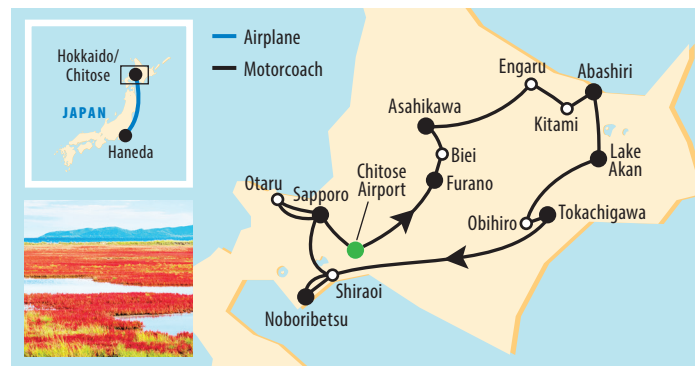 Hokkaido/
Chitose
JAPAN
Haneda
Airplane
Motorcoach
Engaru
Abashiri
Asahikawa
Kitami
Biei
Lake
Akan
Chitose
Airport
Furano
Otaru
Sapporo
Obihiro
Tokachigawa
Shiraoi
Noboribetsu